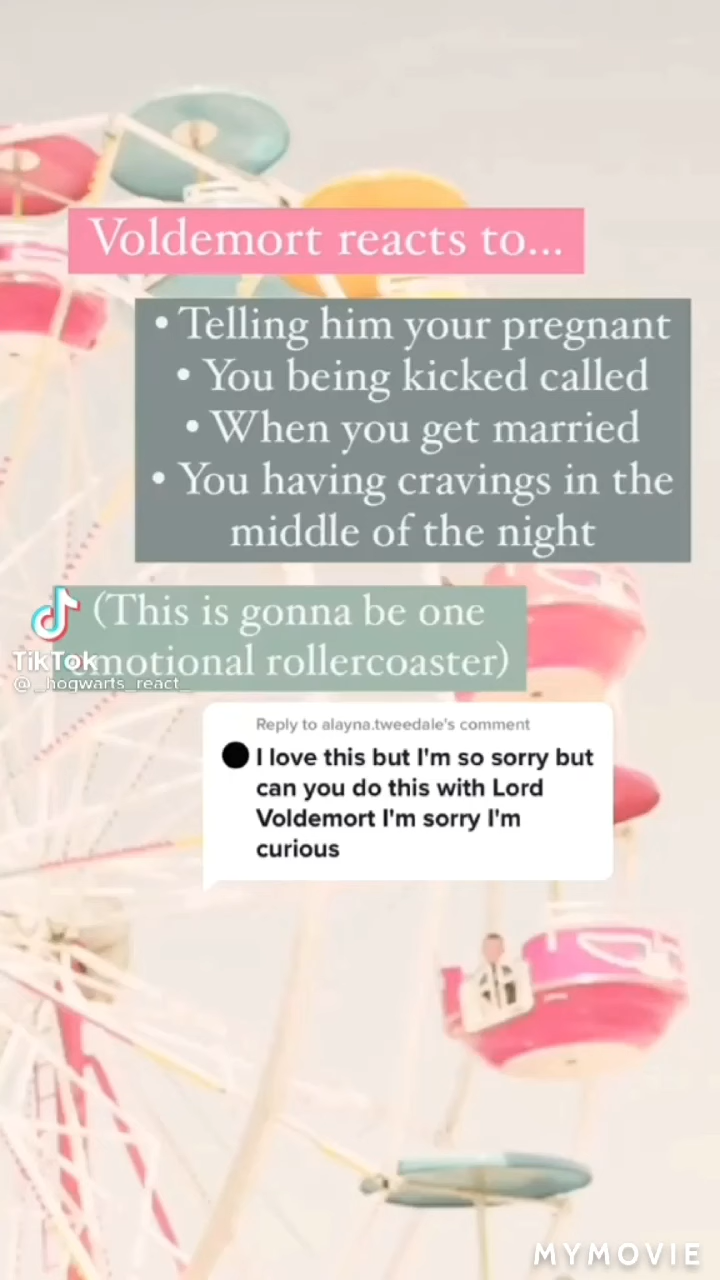 Voldemort reacts to...
• Telling him your pregnant
• You being kicked called
• When you get married
• You having cravings in the
middle of the night
(This is gonna be one
emotional rollercoaster)
TikTok
@_hogwarts_react_
Reply to alayna.tweedale's comment
I love this but I'm so sorry but
can you do this with Lord
Voldemort I'm sorry I'm
curious
MYMOVIE